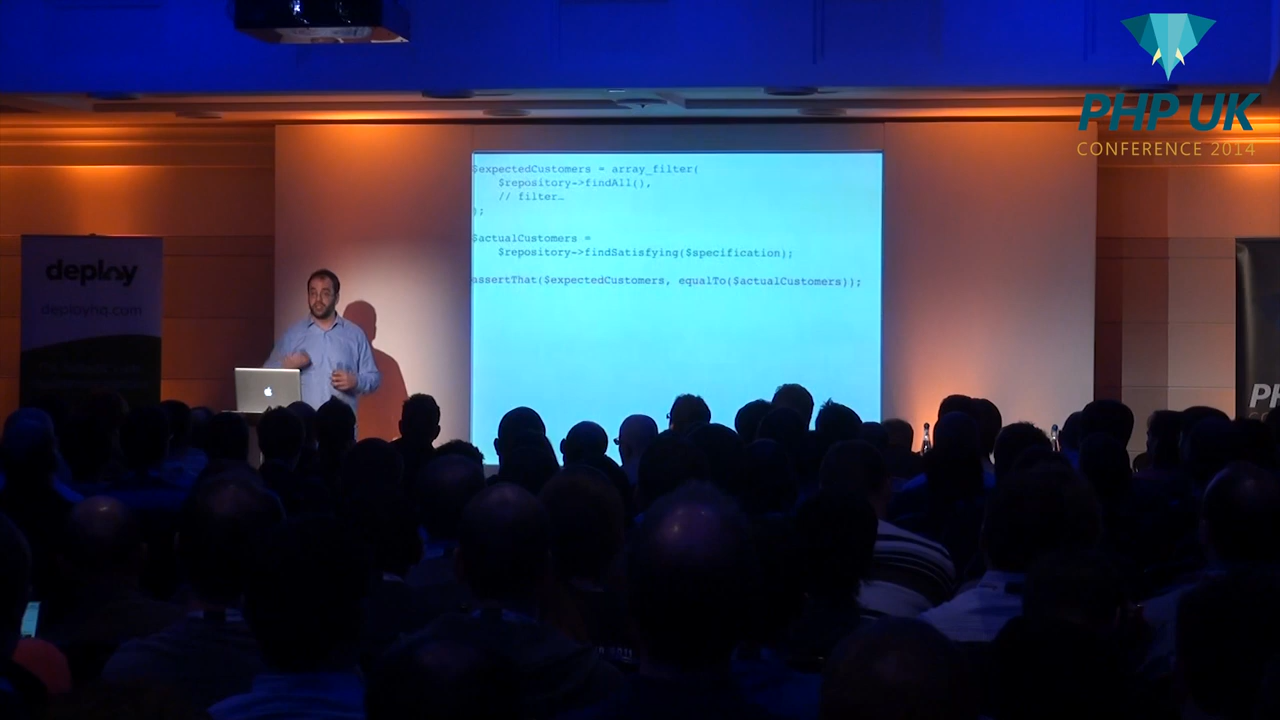 PHP UK
CONFERENCE 2014
$expectedCustomers = array_filter(
$repository->findAll(),
// filter…
);
$actualCustomers =
$repository->findSatisfying($specification);
assertThat($expectedCustomers, equalTo($actualCustomers));
deploy
deployhq.com